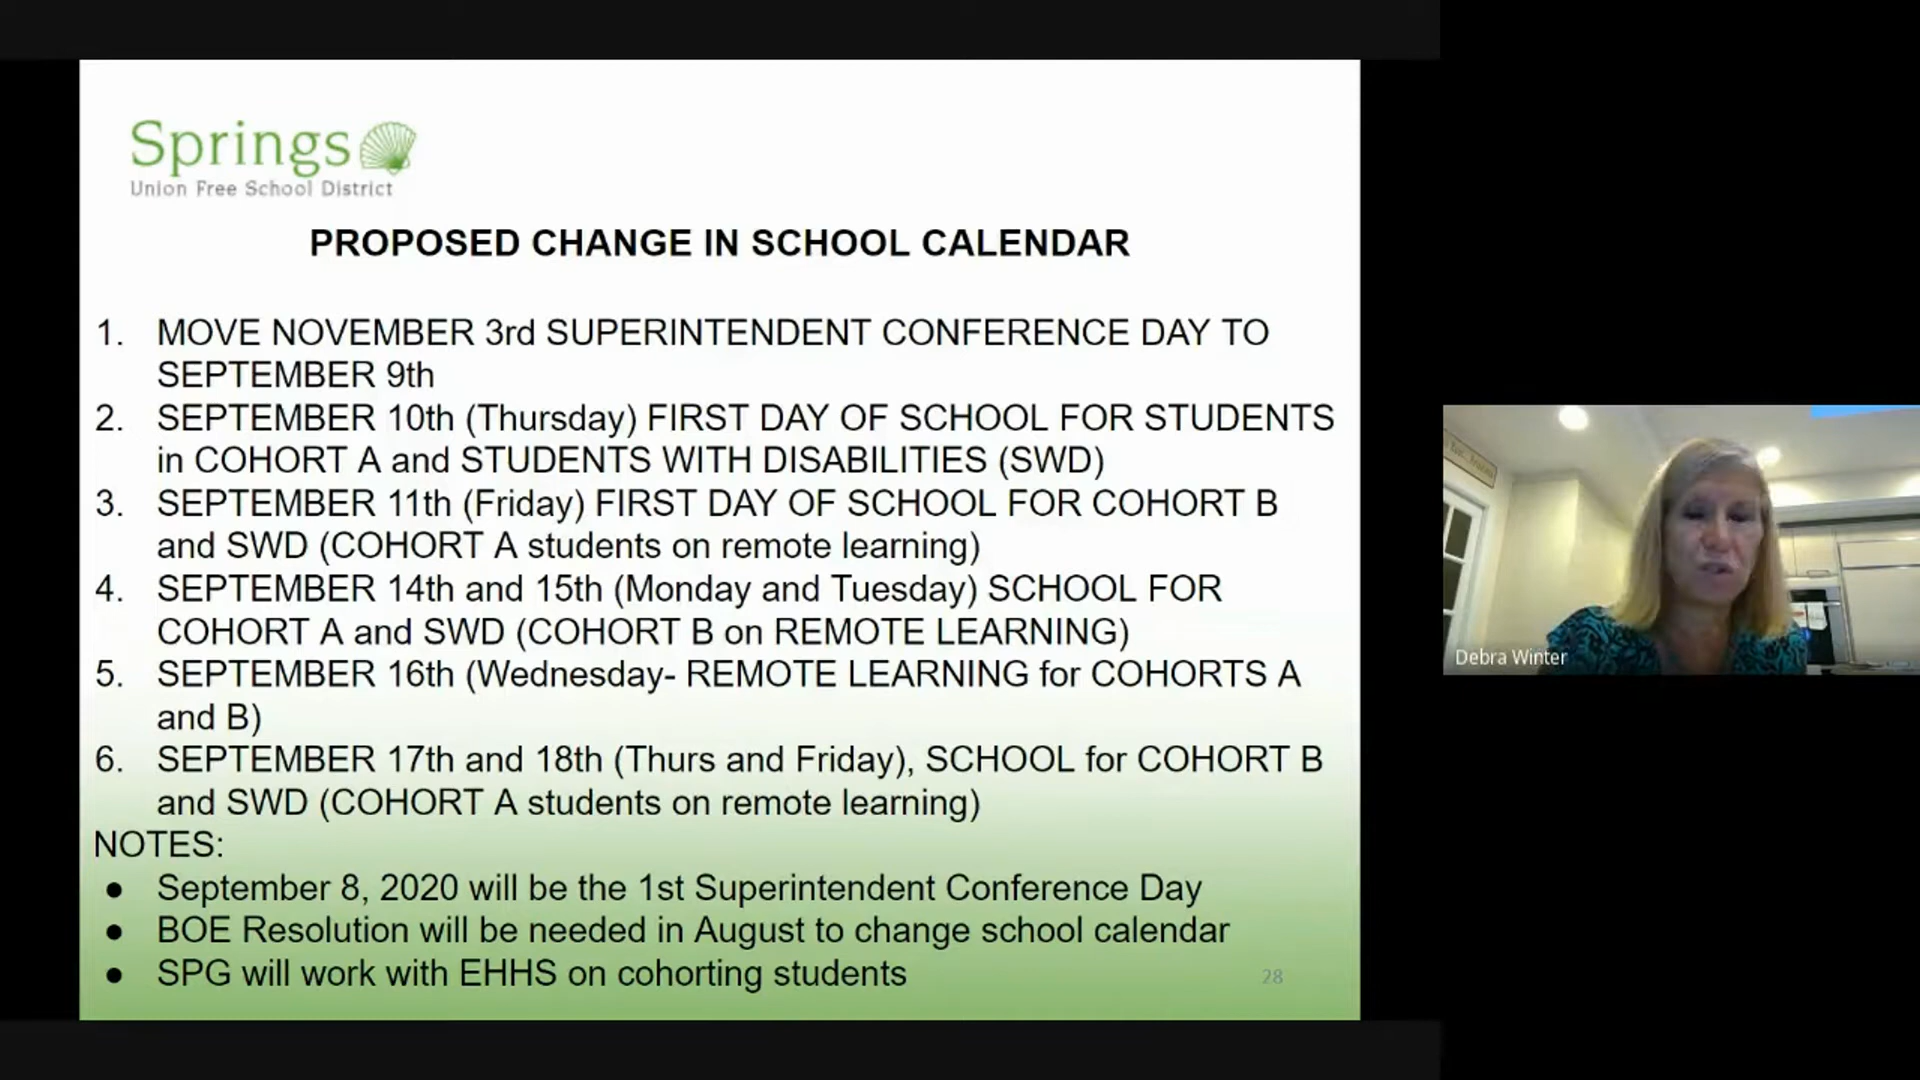 Springs
Union Free School District
PROPOSED CHANGE IN SCHOOL CALENDAR
1. MOVE NOVEMBER 3rd SUPERINTENDENT CONFERENCE DAY TO
SEPTEMBER 9th
2. SEPTEMBER 10th (Thursday) FIRST DAY OF SCHOOL FOR STUDENTS
in COHORT A and STUDENTS WITH DISABILITIES (SWD)
3. SEPTEMBER 11th (Friday) FIRST DAY OF SCHOOL FOR COHORT B
and SWD (COHORT A students on remote learning)
4. SEPTEMBER 14th and 15th (Monday and Tuesday) SCHOOL FOR
COHORT A and SWD (COHORT B on REMOTE LEARNING)
5. SEPTEMBER 16th (Wednesday- REMOTE LEARNING for COHORTS A
and B)
6. SEPTEMBER 17th and 18th (Thurs and Friday), SCHOOL for COHORT B
and SWD (COHORT A students on remote learning)
NOTES:
● September 8, 2020 will be the 1st Superintendent Conference Day
● BOE Resolution will be needed in August to change school calendar
● SPG will work with EHHS on cohorting students
28
Debra Winter